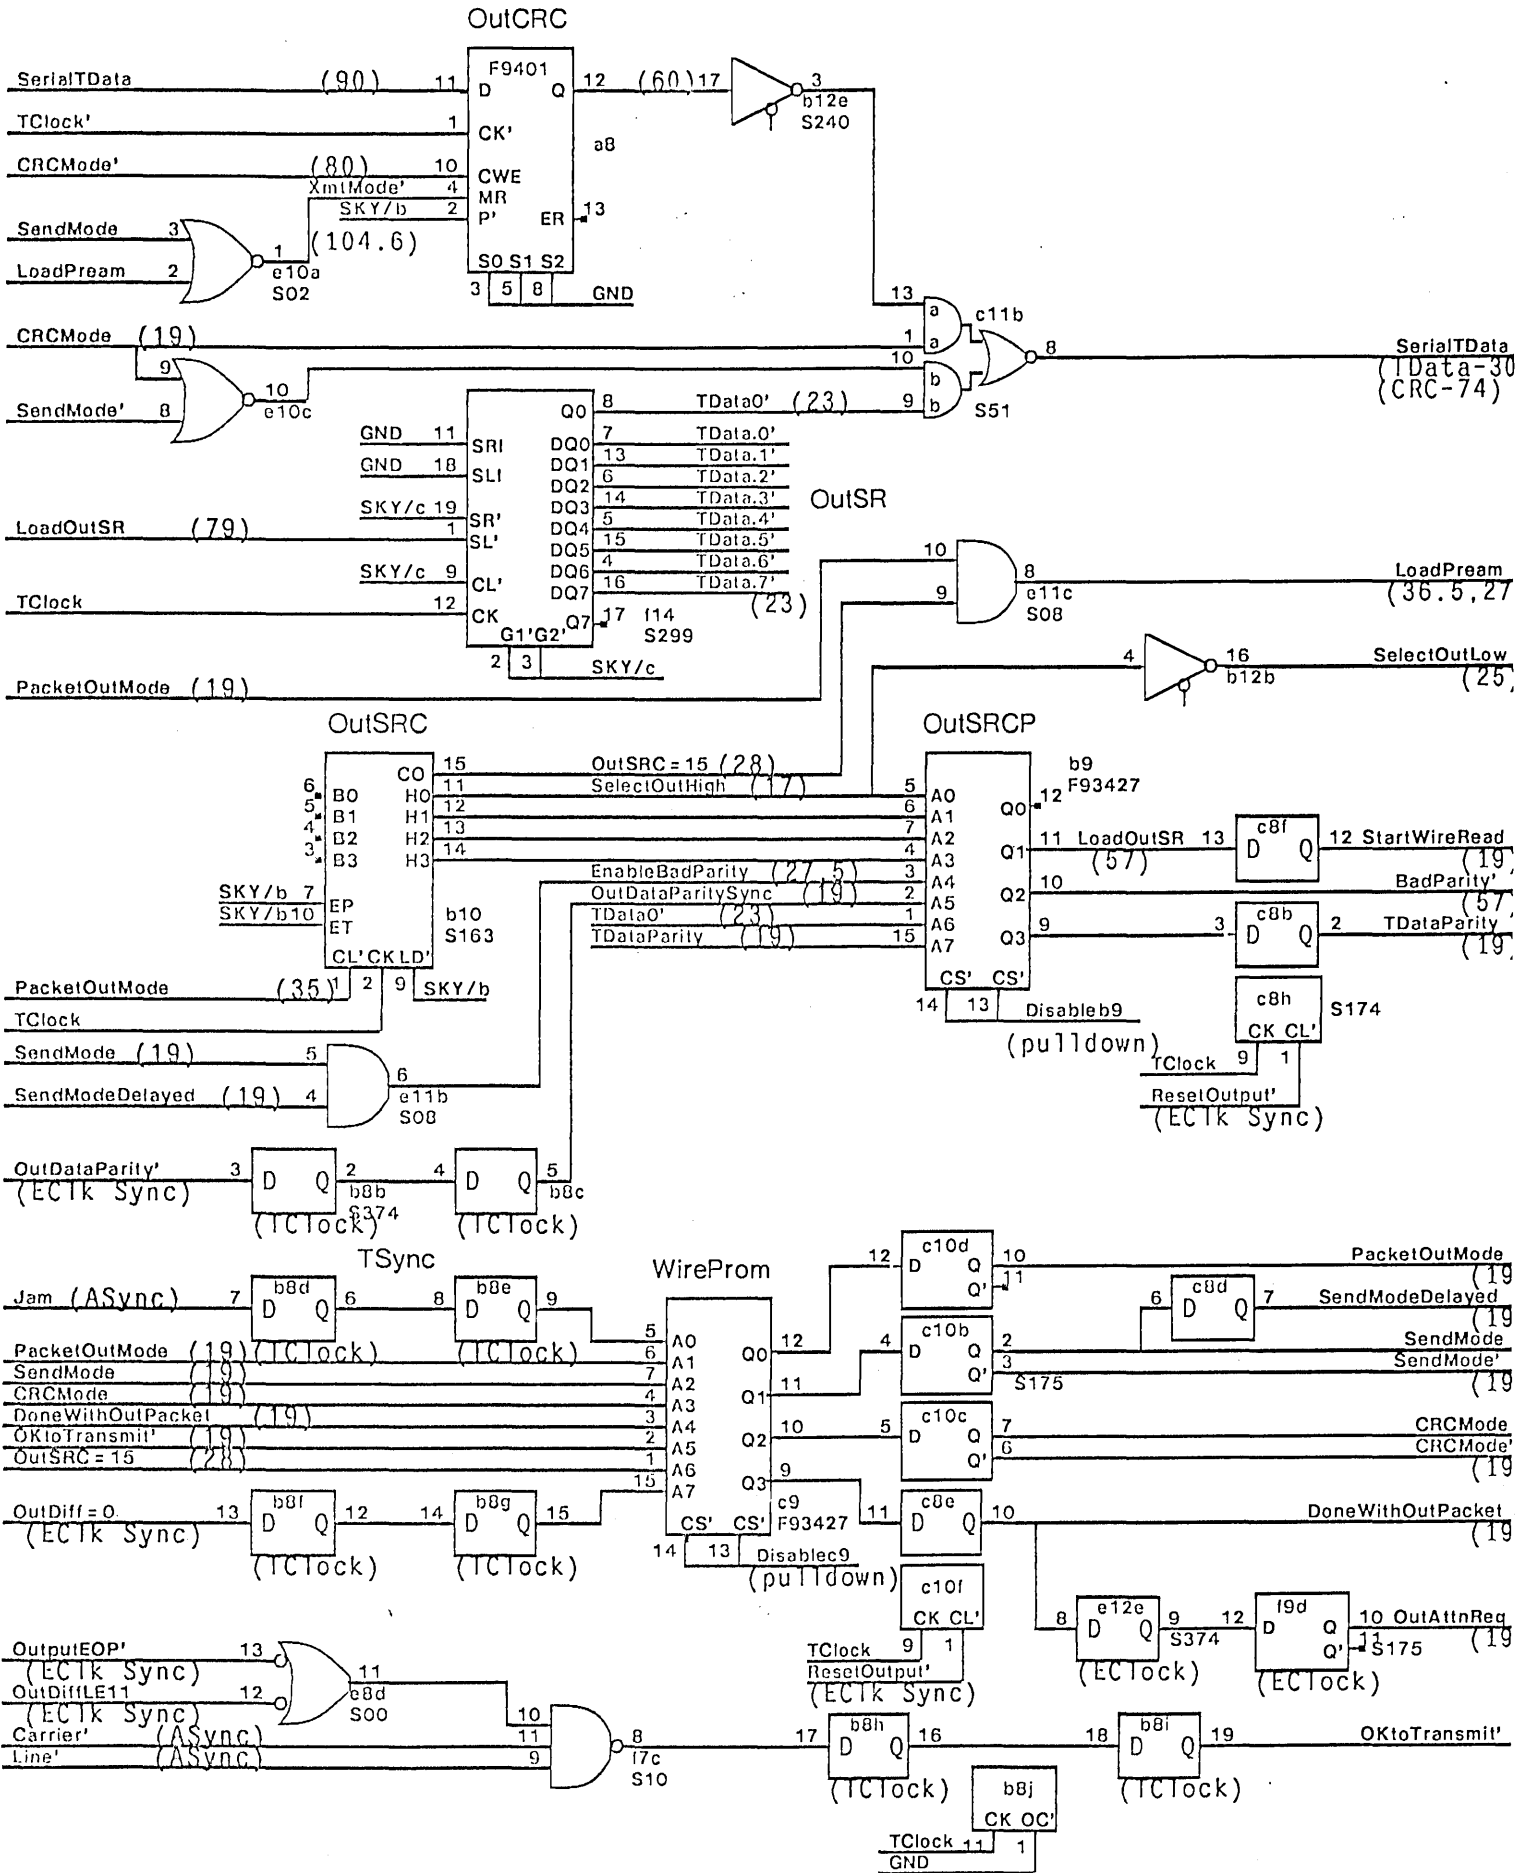 OutCRC
SerialTData (90) 11 D F9401 Q 12 (60) 17 3 b12e S240
TClock' 1 CK' a8
CRCMode' (80) 10 CWE
XmtMode' 4 MR
SKY/b 2 P' ER 13
(104.6)
SendMode 3
LoadPream 2 1 e10a S02
S0 S1 S2
3 5 8 GND
13 a c11b
CRCMode (19) 1 a 8 SerialTData
(TData-30
(CRC-74)
9 10 e10c 10 b
SendMode' 8
Q0 8 TData0' (23) 9 b S51
GND 11 SRI DQ0 7 TData.0'
GND 18 SLI DQ1 13 TData.1'
DQ2 6 TData.2'
SKY/c 19 SR' DQ3 14 TData.3'
OutSR
LoadOutSR (79) 1 SL' DQ4 5 TData.4'
DQ5 15 TData.5'
SKY/c 9 CL' DQ6 4 TData.6'
DQ7 16 TData.7'
(23)
TClock 12 CK Q7 17 f14 S299
G1' G2'
2 3 SKY/c
10 9 8 e11c S08 LoadPream
(36.5,27
4 16 b12b SelectOutLow
(25
PacketOutMode (19)
OutSRC
OutSRCP
CO 15 OutSRC=15 (28)
b9 F93427
6 B0 H0 11 SelectOutHigh (17) 5 A0 Q0 12
5 B1 H1 12 6 A1
4 B2 H2 13 7 A2 Q1 11 LoadOutSR (57) 13 c8f D Q 12 StartWireRead (19
3 B3 H3 14 4 A3
EnableBadParity (27.5) 3 A4 Q2 10 BadParity' (57
OutDataParitySync (19) 2 A5
TData0' (23) 1 A6
TDataParity (19) 15 A7 Q3 9 3 c8b D Q 2 TDataParity (19
SKY/b 7 EP
SKY/b 10 ET b10 S163
CL' CK LD'
1 2 9 SKY/b
PacketOutMode (35)
TClock
CS' CS'
14 13 Disableb9
(pulldown)
c8h S174
CK CL'
TClock 9 1
ResetOutput'
(EClk Sync)
SendMode (19) 5
SendModeDelayed (19) 4 6 e11b S08
OutDataParity' 3 D Q 2 b8b S374 4 D Q 5 b8c
(EClk Sync) (TClock) (TClock)
TSync
WireProm
Jam (ASync) 7 b8d D Q 6 8 b8e D Q 9 5 A0
(TClock) (TClock)
PacketOutMode (19) 6 A1 Q0 12 12 c10d D Q 10 PacketOutMode (19
Q' 11
SendMode (19) 7 A2
6 c8d D Q 7 SendModeDelayed (19
CRCMode (19) 4 A3 Q1 11 4 c10b D Q 2 SendMode
Q' 3 S175 SendMode' (19
DoneWithOutPacket (19) 3 A4
OKtoTransmit' (19) 2 A5 Q2 10 5 c10c D Q 7 CRCMode
Q' 6 CRCMode' (19
OutSRC=15 (28) 1 A6
15 A7 Q3 9 11 c8e D Q 10 DoneWithOutPacket (19
OutDiff=0 13 b8f D Q 12 14 b8g D Q 15
(EClk Sync) (TClock) (TClock)
c9 F93427
CS' CS'
14 13 Disablec9
(pulldown)
c10f
CK CL'
TClock 9 1
ResetOutput'
(EClk Sync)
8 e12e D Q 9 S374 12 f9d D Q 10 OutAttnReq (19
Q' 11 S175
(EClock) (EClock)
OutputEOP' 13
(EClk Sync)
OutDiffLE11 12 11 e8d S00
(EClk Sync)
Carrier' (ASync) 10 11
Line' (ASync) 9
8 f7c S10 17 b8h D Q 16 18 b8i D Q 19 OKtoTransmit'
(TClock) (TClock)
b8j
CK OC'
TClock 11 1
GND